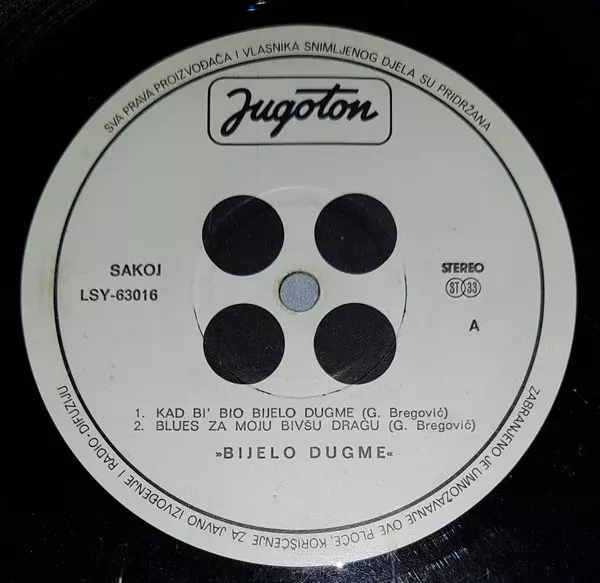 SVA PRAVA PROIZVOĐAČA I VLASNIKA SNIMLJENOG DJELA SU PRIDRŽANA
Jugoton
SAKOJ
LSY-63016
STEREO
ST 33
A
1. KAD BI' BIO BIJELO DUGME (G. Bregović)
2. BLUES ZA MOJU BIVŠU DRAGU (G. Bregović)
»BIJELO DUGME«
ZABRANJENO JE UMNOŽAVANJE OVE PLOČE, KORIŠĆENJE ZA JAVNO IZVOĐENJE I RADIO-DIFUZIJU